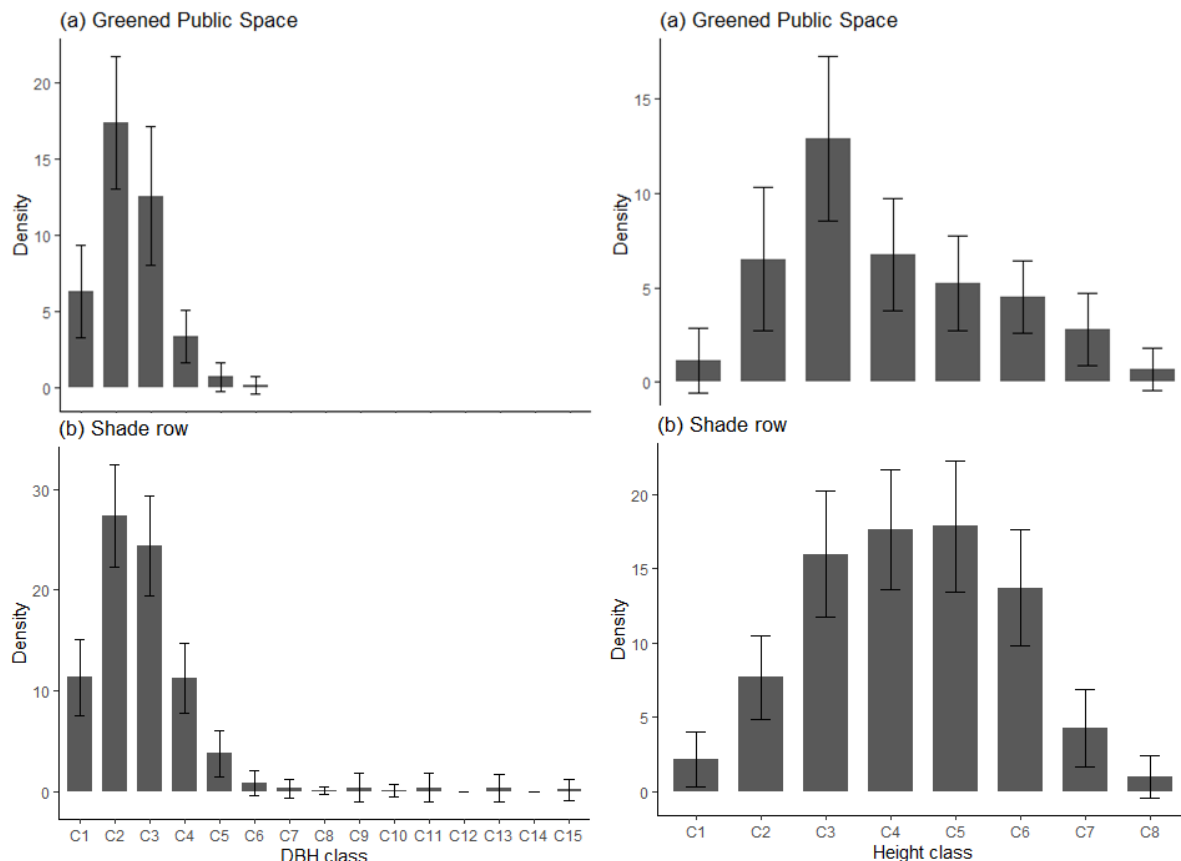 (a) Greened Public Space
20
15
10
5
0
Density
(b) Shade row
30
20
10
0
Density
C1 C2 C3 C4 C5 C6 C7 C8 C9 C10 C11 C12 C13 C14 C15
DBH class
(a) Greened Public Space
15
10
5
0
Density
(b) Shade row
20
15
10
5
0
Density
C1 C2 C3 C4 C5 C6 C7 C8
Height class